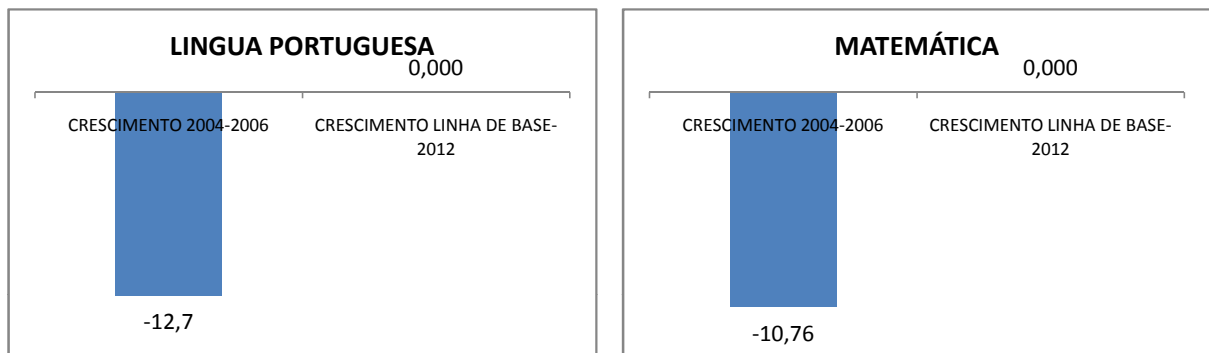 LINGUA PORTUGUESA
0,000
CRESCIMENTO 2004-2006
CRESCIMENTO LINHA DE BASE-
2012
-12,7
MATEMÁTICA
0,000
CRESCIMENTO 2004-2006
CRESCIMENTO LINHA DE BASE-
2012
-10,76